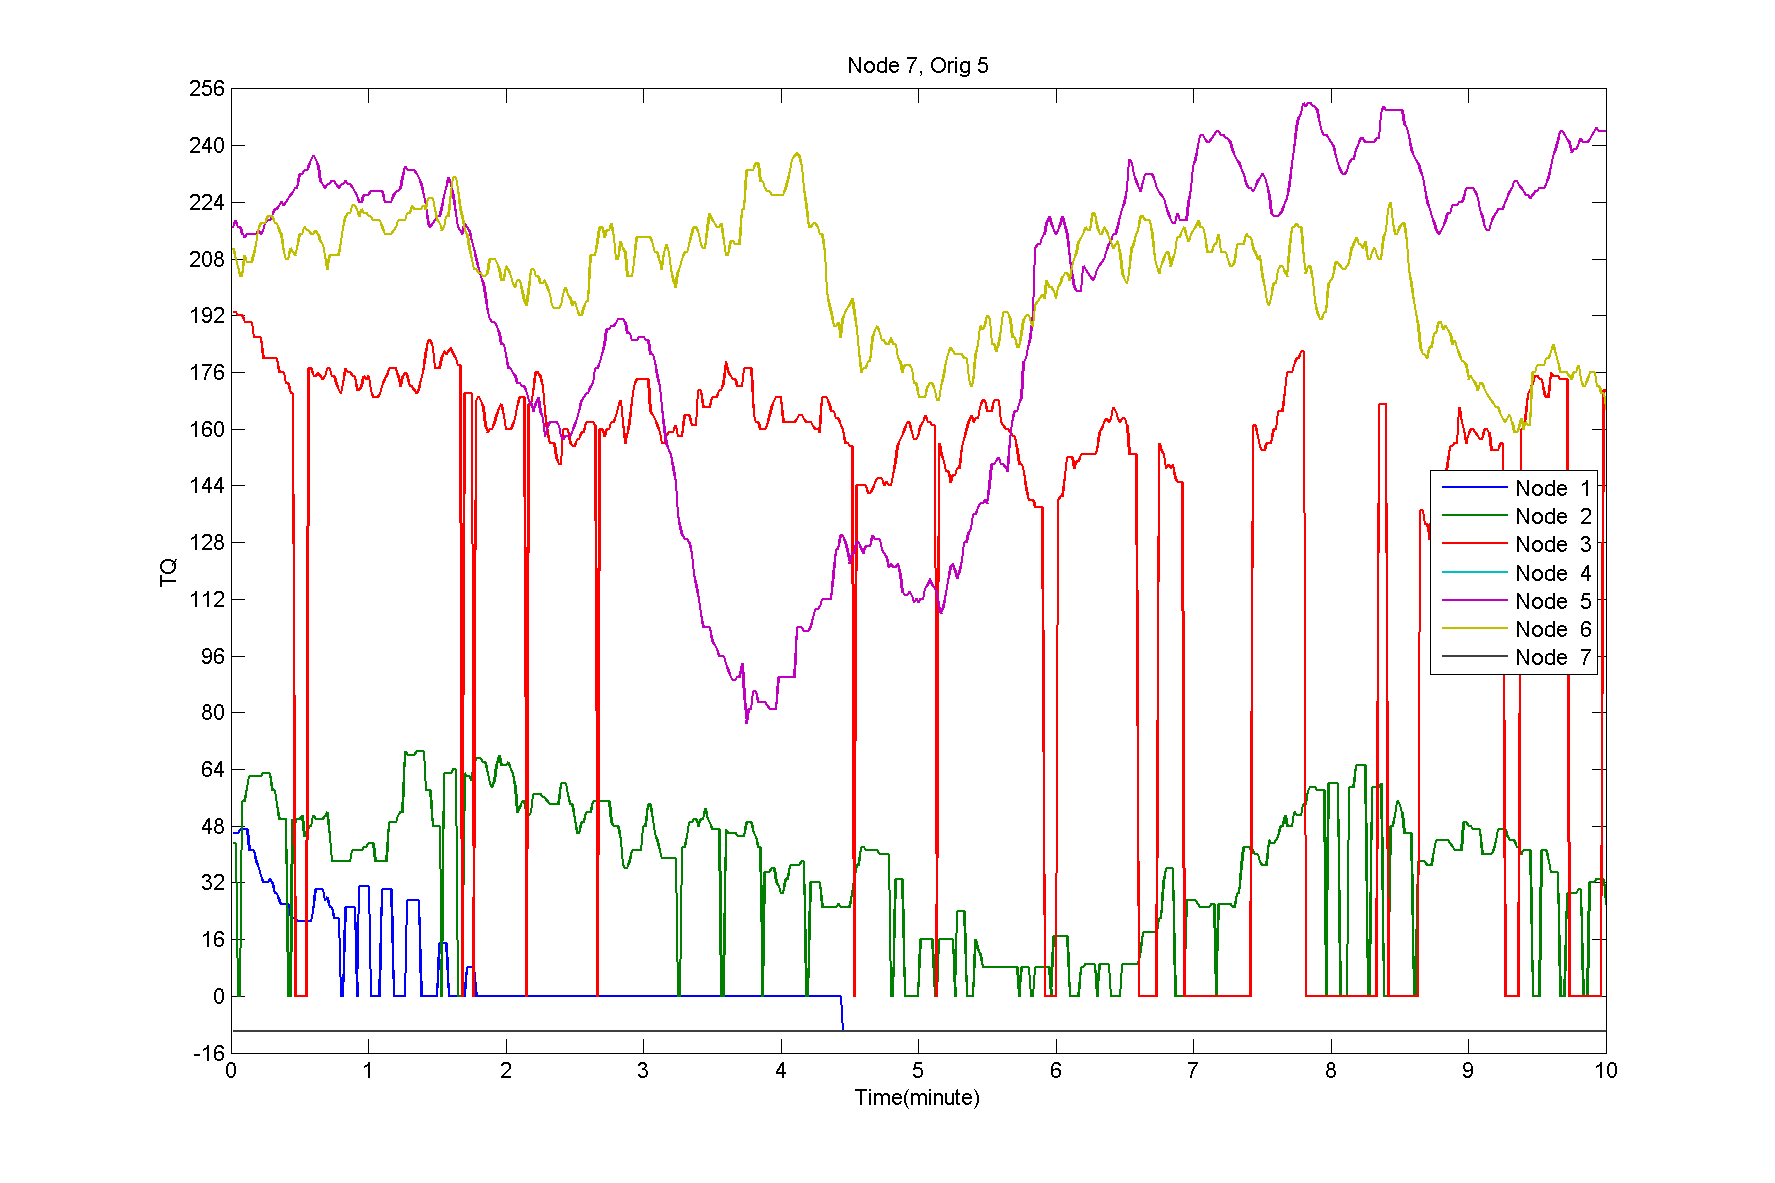 Node 7, Orig 5
256
240
224
208
192
176
160
144
128
112
96
80
64
48
32
16
0
-16
TQ
Node 1
Node 2
Node 3
Node 4
Node 5
Node 6
Node 7
0 1 2 3 4 5 6 7 8 9 10
Time(minute)